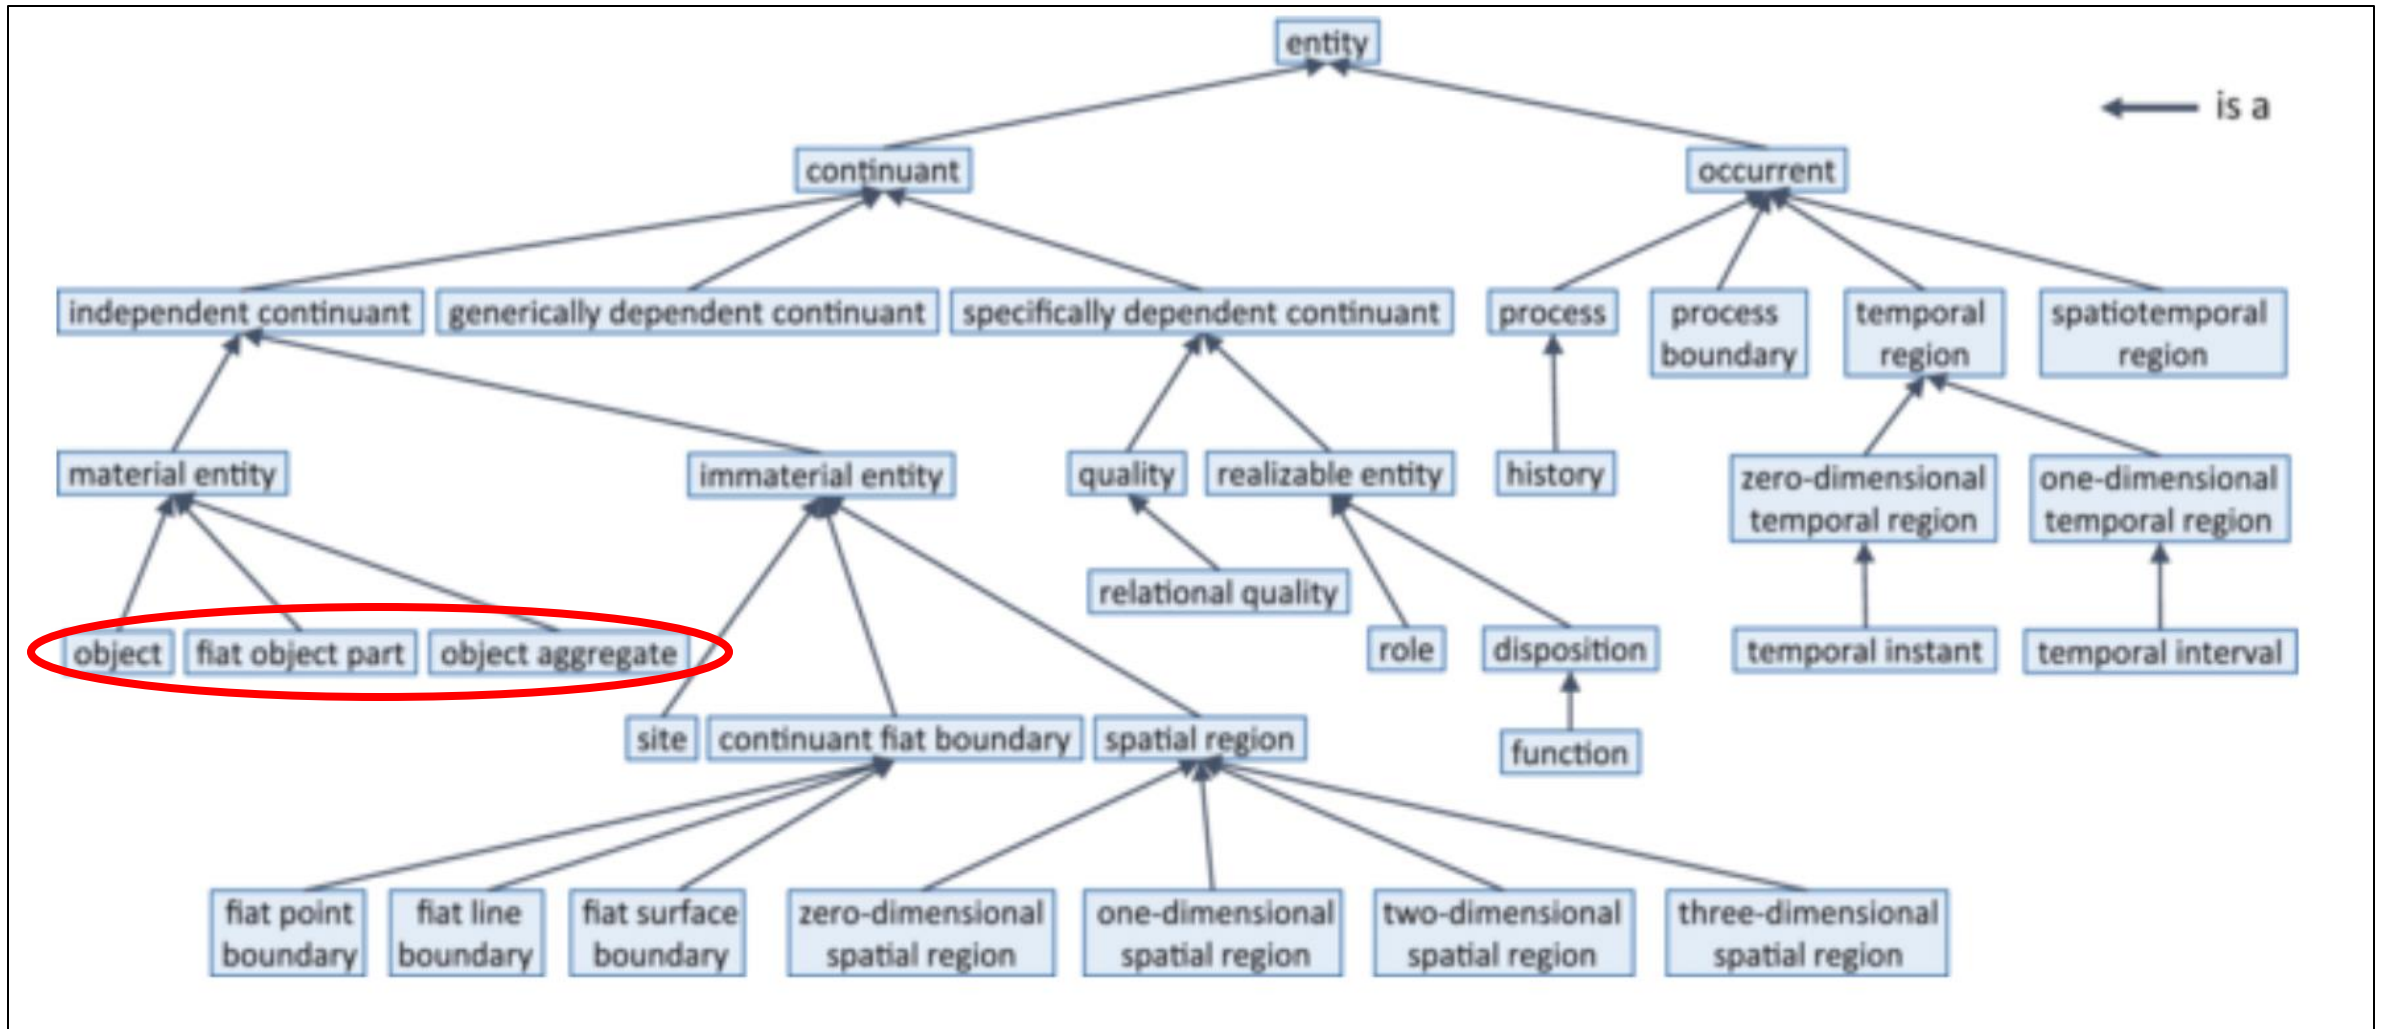 entity
is a
continuant
occurrent
independent continuant
generically dependent continuant
specifically dependent continuant
process
process
boundary
temporal
region
spatiotemporal
region
material entity
immaterial entity
quality
realizable entity
history
zero-dimensional
temporal region
one-dimensional
temporal region
relational quality
object
fiat object part
object aggregate
role
disposition
temporal instant
temporal interval
site
continuant fiat boundary
spatial region
function
fiat point
boundary
fiat line
boundary
fiat surface
boundary
zero-dimensional
spatial region
one-dimensional
spatial region
two-dimensional
spatial region
three-dimensional
spatial region